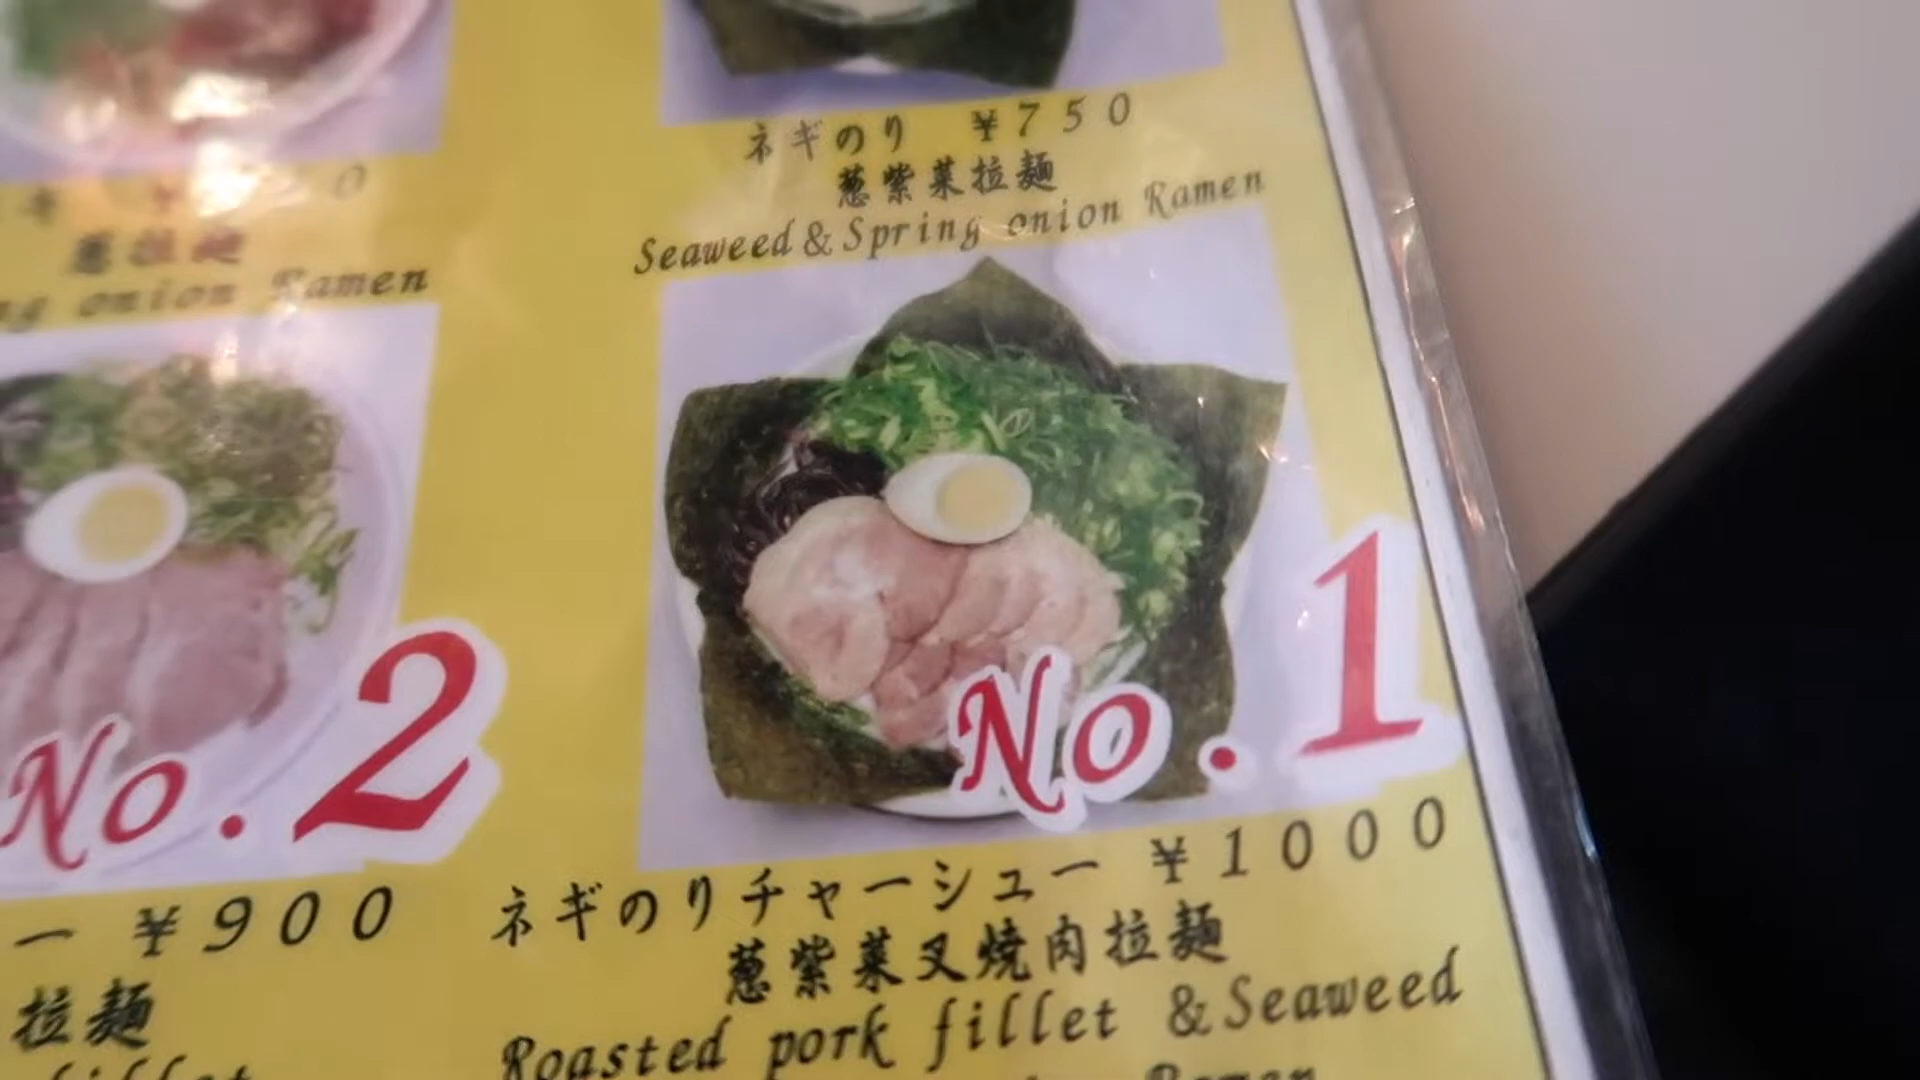 ネギのり ¥750
葱紫菜拉麺
Seaweed&Spring onion Ramen
葱拉麺
onion Ramen
No.2
No.1
ー ¥900
拉麺
fillet
ネギのりチャーシュー ¥1000
葱紫菜叉焼肉拉麺
Roasted pork fillet &Seaweed
Ramen